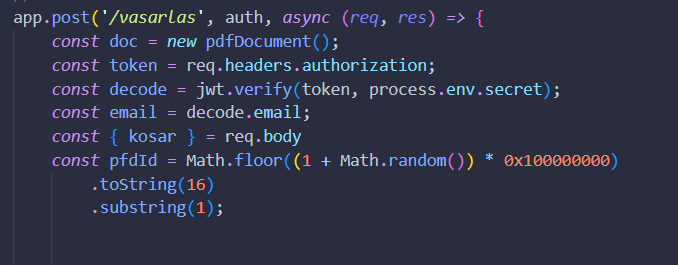 app.post('/vasarlas', auth, async (req, res) => {
const doc = new pdfDocument();
const token = req.headers.authorization;
const decode = jwt.verify(token, process.env.secret);
const email = decode.email;
const { kosar } = req.body
const pfdId = Math.floor((1 + Math.random()) * 0x100000000)
.toString(16)
.substring(1);